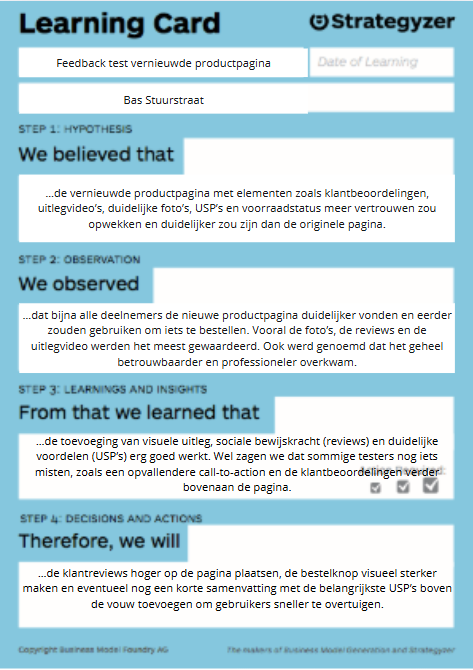 Learning Card
Strategyzer
Feedback test vernieuwde productpagina
Date of Learning
Bas Stuurstraat
STEP 1: HYPOTHESIS
We believed that
...de vernieuwde productpagina met elementen zoals klantbeoordelingen,
uitlegvideo's, duidelijke foto's, USP's en voorraadstatus meer vertrouwen zou
opwekken en duidelijker zou zijn dan de originele pagina.
STEP 2: OBSERVATION
We observed
...dat bijna alle deelnemers de nieuwe productpagina duidelijker vonden en eerder
zouden gebruiken om iets te bestellen. Vooral de foto's, de reviews en de
uitlegvideo werden het meest gewaardeerd. Ook werd genoemd dat het geheel
betrouwbaarder en professioneler overkwam.
STEP 3: LEARNINGS AND INSIGHTS
From that we learned that
...de toevoeging van visuele uitleg, sociale bewijskracht (reviews) en duidelijke
voordelen (USP's) erg goed werkt. Wel zagen we dat sommige testers nog iets
misten, zoals een opvallendere call-to-action en de klantbeoordelingen verder
bovenaan de pagina.
STEP 4: DECISIONS AND ACTIONS
Therefore, we will
...de klantreviews hoger op de pagina plaatsen, de bestelknop visueel sterker
maken en eventueel nog een korte samenvatting met de belangrijkste USP's boven
de vouw toevoegen om gebruikers sneller te overtuigen.
Copyright Business Model Foundry AG
The makers of Business Model Generation and Strategyzer